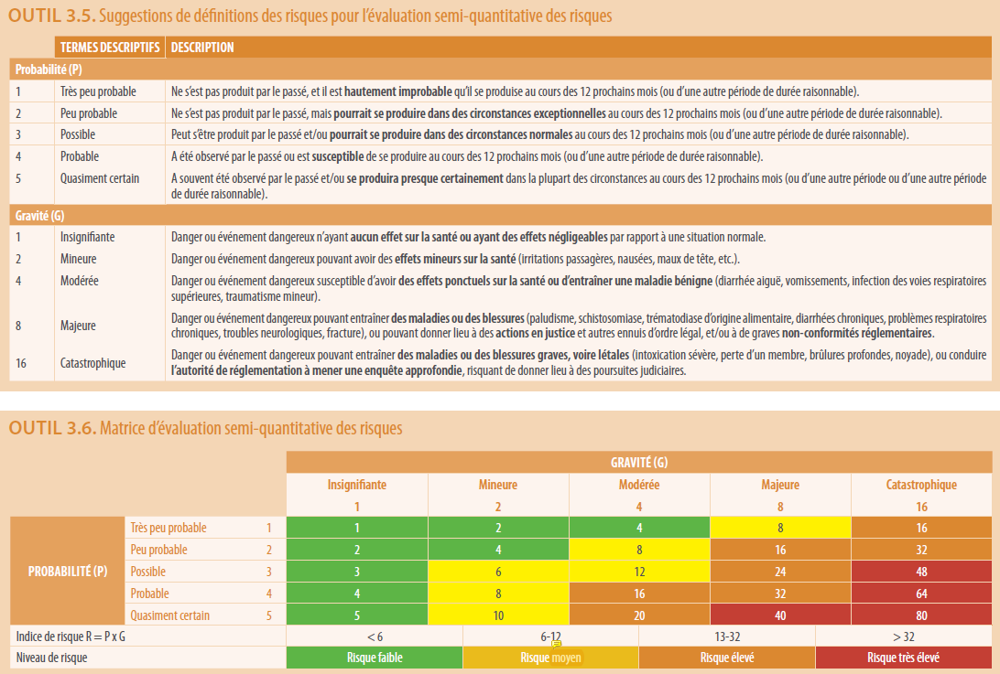 OUTIL 3.5. Suggestions de définitions des risques pour l'évaluation semi-quantitative des risques
TERMES DESCRIPTIFS DESCRIPTION
Probabilité (P)
1 Très peu probable Ne s'est pas produit par le passé, et il est hautement improbable qu'il se produise au cours des 12 prochains mois (ou d'une autre période de durée raisonnable).
2 Peu probable Ne s'est pas produit par le passé, mais pourrait se produire dans des circonstances exceptionnelles au cours des 12 prochains mois (ou d'une autre période de durée raisonnable).
3 Possible Peut s'être produit par le passé et/ou pourrait se produire dans des circonstances normales au cours des 12 prochains mois (ou d'une autre période de durée raisonnable).
4 Probable A été observé par le passé ou est susceptible de se produire au cours des 12 prochains mois (ou d'une autre période de durée raisonnable).
5 Quasiment certain A souvent été observé par le passé et/ou se produira presque certainement dans la plupart des circonstances au cours des 12 prochains mois (ou d'une autre période ou d'une autre période
de durée raisonnable).
Gravité (G)
1 Insignifiante Danger ou événement dangereux n'ayant aucun effet sur la santé ou ayant des effets négligeables par rapport à une situation normale.
2 Mineure Danger ou événement dangereux pouvant avoir des effets mineurs sur la santé (irritations passagères, nausées, maux de tête, etc.).
4 Modérée Danger ou événement dangereux susceptible d'avoir des effets ponctuels sur la santé ou d'entraîner une maladie bénigne (diarrhée aiguë, vomissements, infection des voies respiratoires
supérieures, traumatisme mineur).
8 Majeure Danger ou événement dangereux pouvant entraîner des maladies ou des blessures (paludisme, schistosomiase, trématodiase d'origine alimentaire, diarrhées chroniques, problèmes respiratoires
chroniques, troubles neurologiques, fracture), ou pouvant donner lieu à des actions en justice et autres ennuis d'ordre légal, et/ou à de graves non-conformités réglementaires.
16 Catastrophique Danger ou événement dangereux pouvant entraîner des maladies ou des blessures graves, voire létales (intoxication sévère, perte d'un membre, brûlures profondes, noyade), ou conduire
l'autorité de réglementation à mener une enquête approfondie, risquant de donner lieu à des poursuites judiciaires.
OUTIL 3.6. Matrice d'évaluation semi-quantitative des risques
GRAVITÉ (G)
Insignifiante Mineure Modérée Majeure Catastrophique
1 2 4 8 16
PROBABILITÉ (P)
Très peu probable 1 1 2 4 8 16
Peu probable 2 2 4 8 16 32
Possible 3 3 6 12 24 48
Probable 4 4 8 16 32 64
Quasiment certain 5 5 10 20 40 80
Indice de risque R = P x G < 6 6-12 13-32 > 32
Niveau de risque Risque faible Risque moyen Risque élevé Risque très élevé